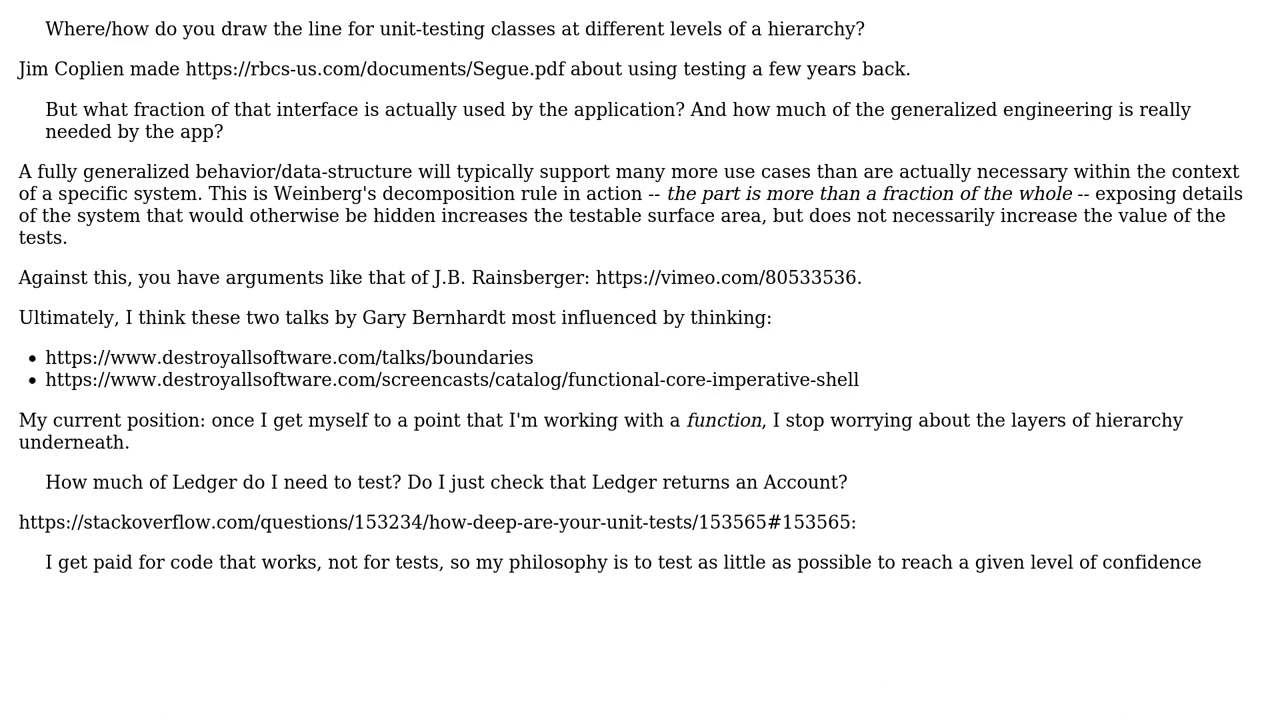 Where/how do you draw the line for unit-testing classes at different levels of a hierarchy?
Jim Coplien made https://rbcs-us.com/documents/Segue.pdf about using testing a few years back.
But what fraction of that interface is actually used by the application? And how much of the generalized engineering is really
needed by the app?
A fully generalized behavior/data-structure will typically support many more use cases than are actually necessary within the context
of a specific system. This is Weinberg's decomposition rule in action -- the part is more than a fraction of the whole -- exposing details
of the system that would otherwise be hidden increases the testable surface area, but does not necessarily increase the value of the
tests.
Against this, you have arguments like that of J.B. Rainsberger: https://vimeo.com/80533536.
Ultimately, I think these two talks by Gary Bernhardt most influenced by thinking:
• https://www.destroyallsoftware.com/talks/boundaries
• https://www.destroyallsoftware.com/screencasts/catalog/functional-core-imperative-shell
My current position: once I get myself to a point that I'm working with a function, I stop worrying about the layers of hierarchy
underneath.
How much of Ledger do I need to test? Do I just check that Ledger returns an Account?
https://stackoverflow.com/questions/153234/how-deep-are-your-unit-tests/153565#153565:
I get paid for code that works, not for tests, so my philosophy is to test as little as possible to reach a given level of confidence